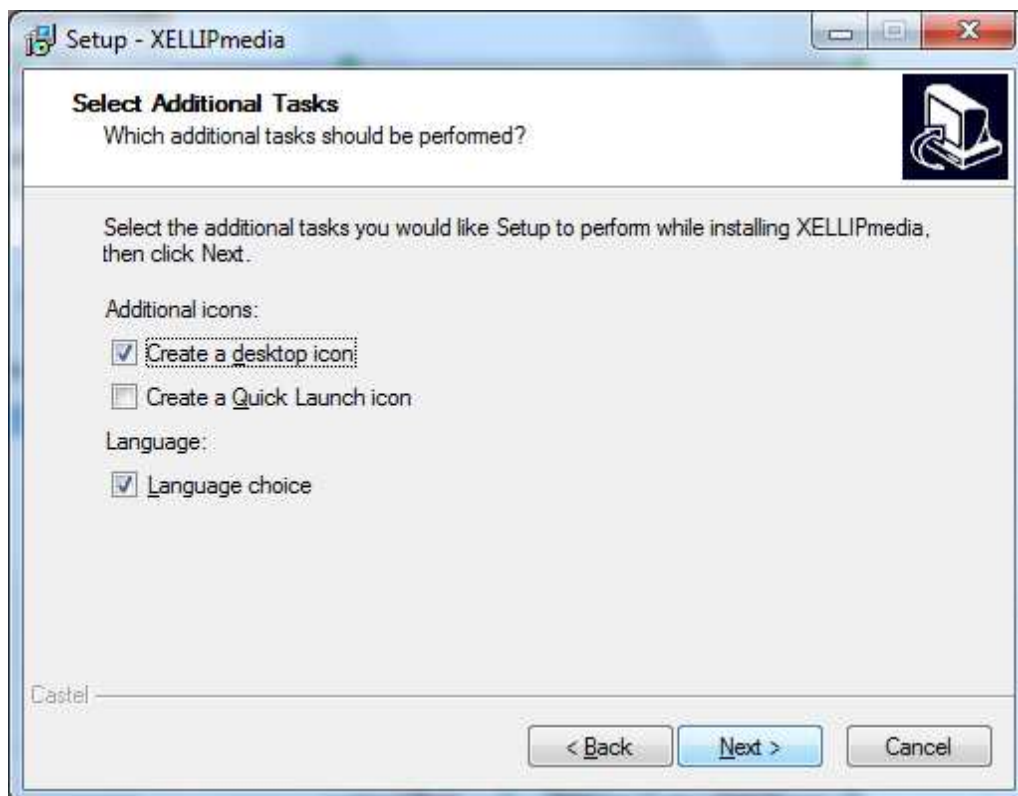 Setup - XELLIPmedia
Select Additional Tasks
Which additional tasks should be performed?
Select the additional tasks you would like Setup to perform while installing XELLIPmedia,
then click Next.
Additional icons:
Create a desktop icon
Create a Quick Launch icon
Language:
Language choice
Castel
< Back
Next >
Cancel